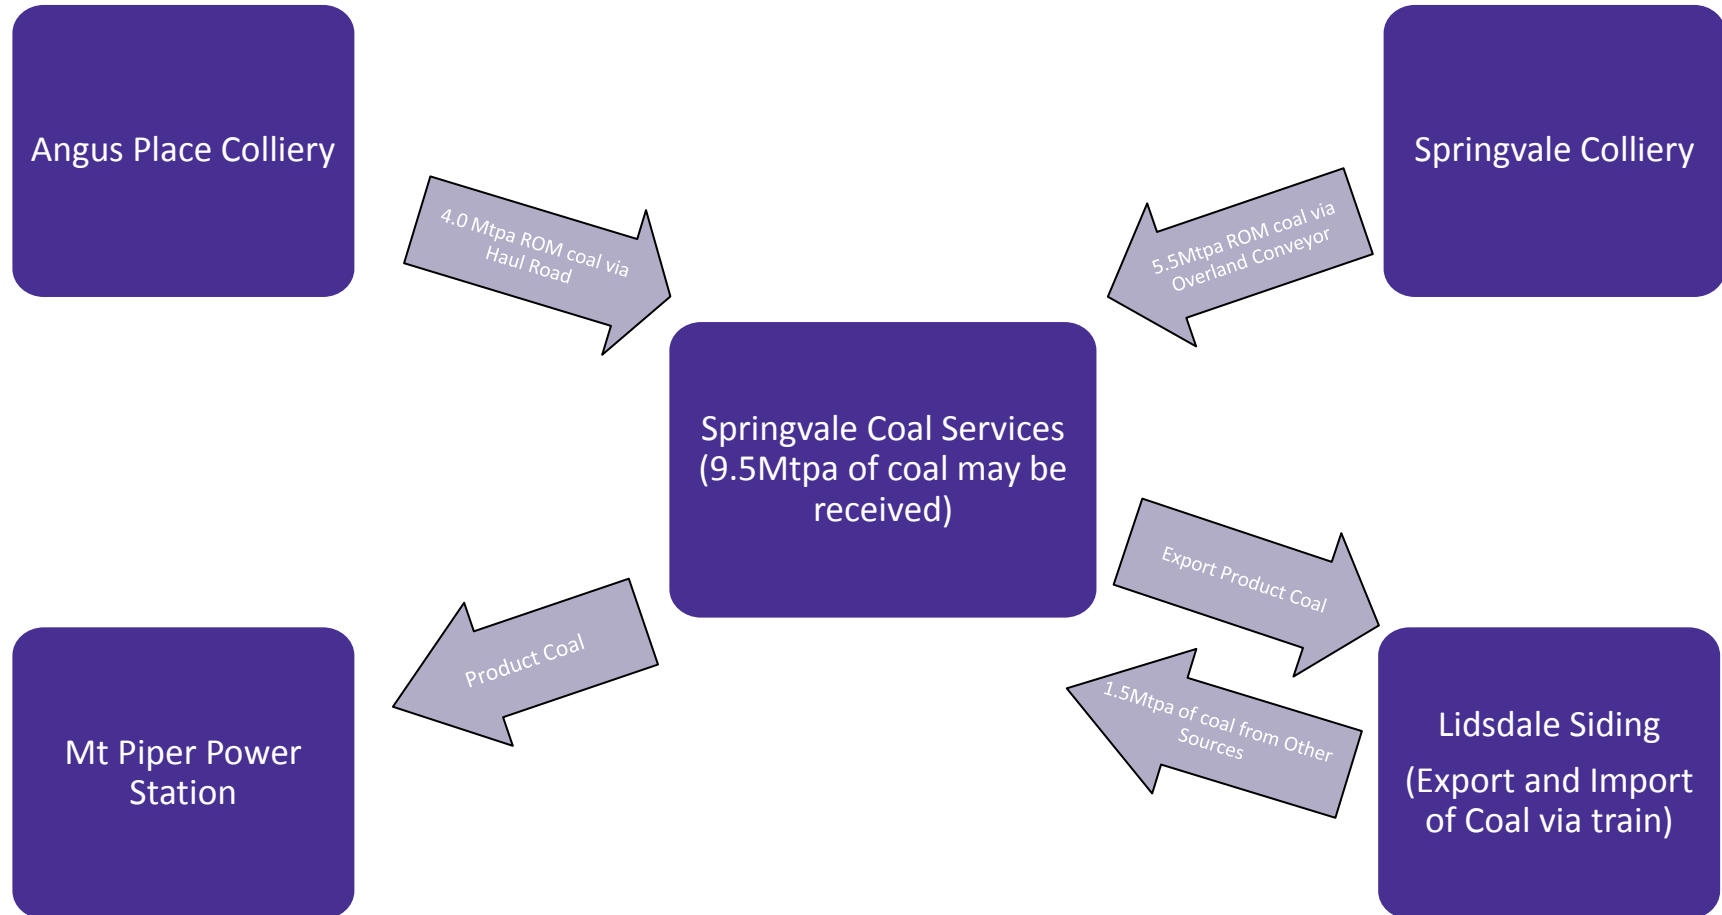 Angus Place Colliery
Springvale Colliery
4.0 Mtpa ROM coal via
Haul Road
5.5Mtpa ROM coal via
Overland Conveyor
Springvale Coal Services
(9.5Mtpa of coal may be
received)
Export Product Coal
Product Coal
1.5Mtpa of coal from Other
Sources
Mt Piper Power
Station
Lidsdale Siding
(Export and Import
of Coal via train)